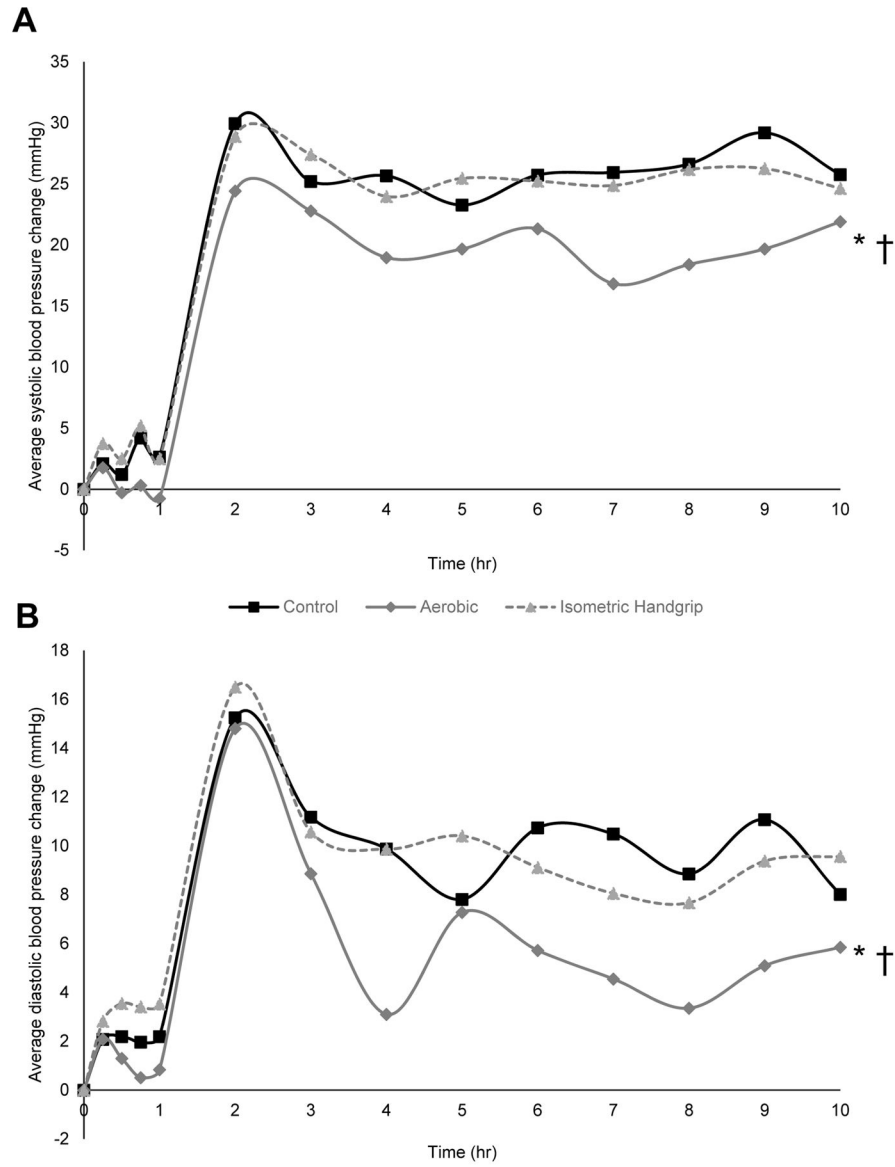 A
Average systolic blood pressure change (mmHg)
35
30
25
20
15
10
5
0
-5
0 1 2 3 4 5 6 7 8 9 10
* †
Time (hr)
Control Aerobic Isometric Handgrip
B
Average diastolic blood pressure change (mmHg)
18
16
14
12
10
8
6
4
2
0
-2
0 1 2 3 4 5 6 7 8 9 10
* †
Time (hr)